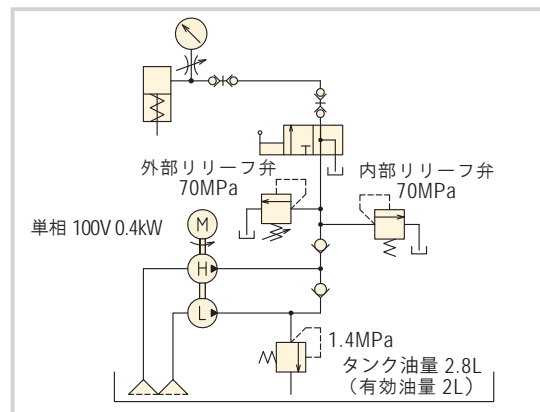 外部リリーフ弁
70MPa
内部リリーフ弁
70MPa
単相 100V 0.4kW
M
H
L
1.4MPa
タンク油量 2.8L
（有効油量 2L）